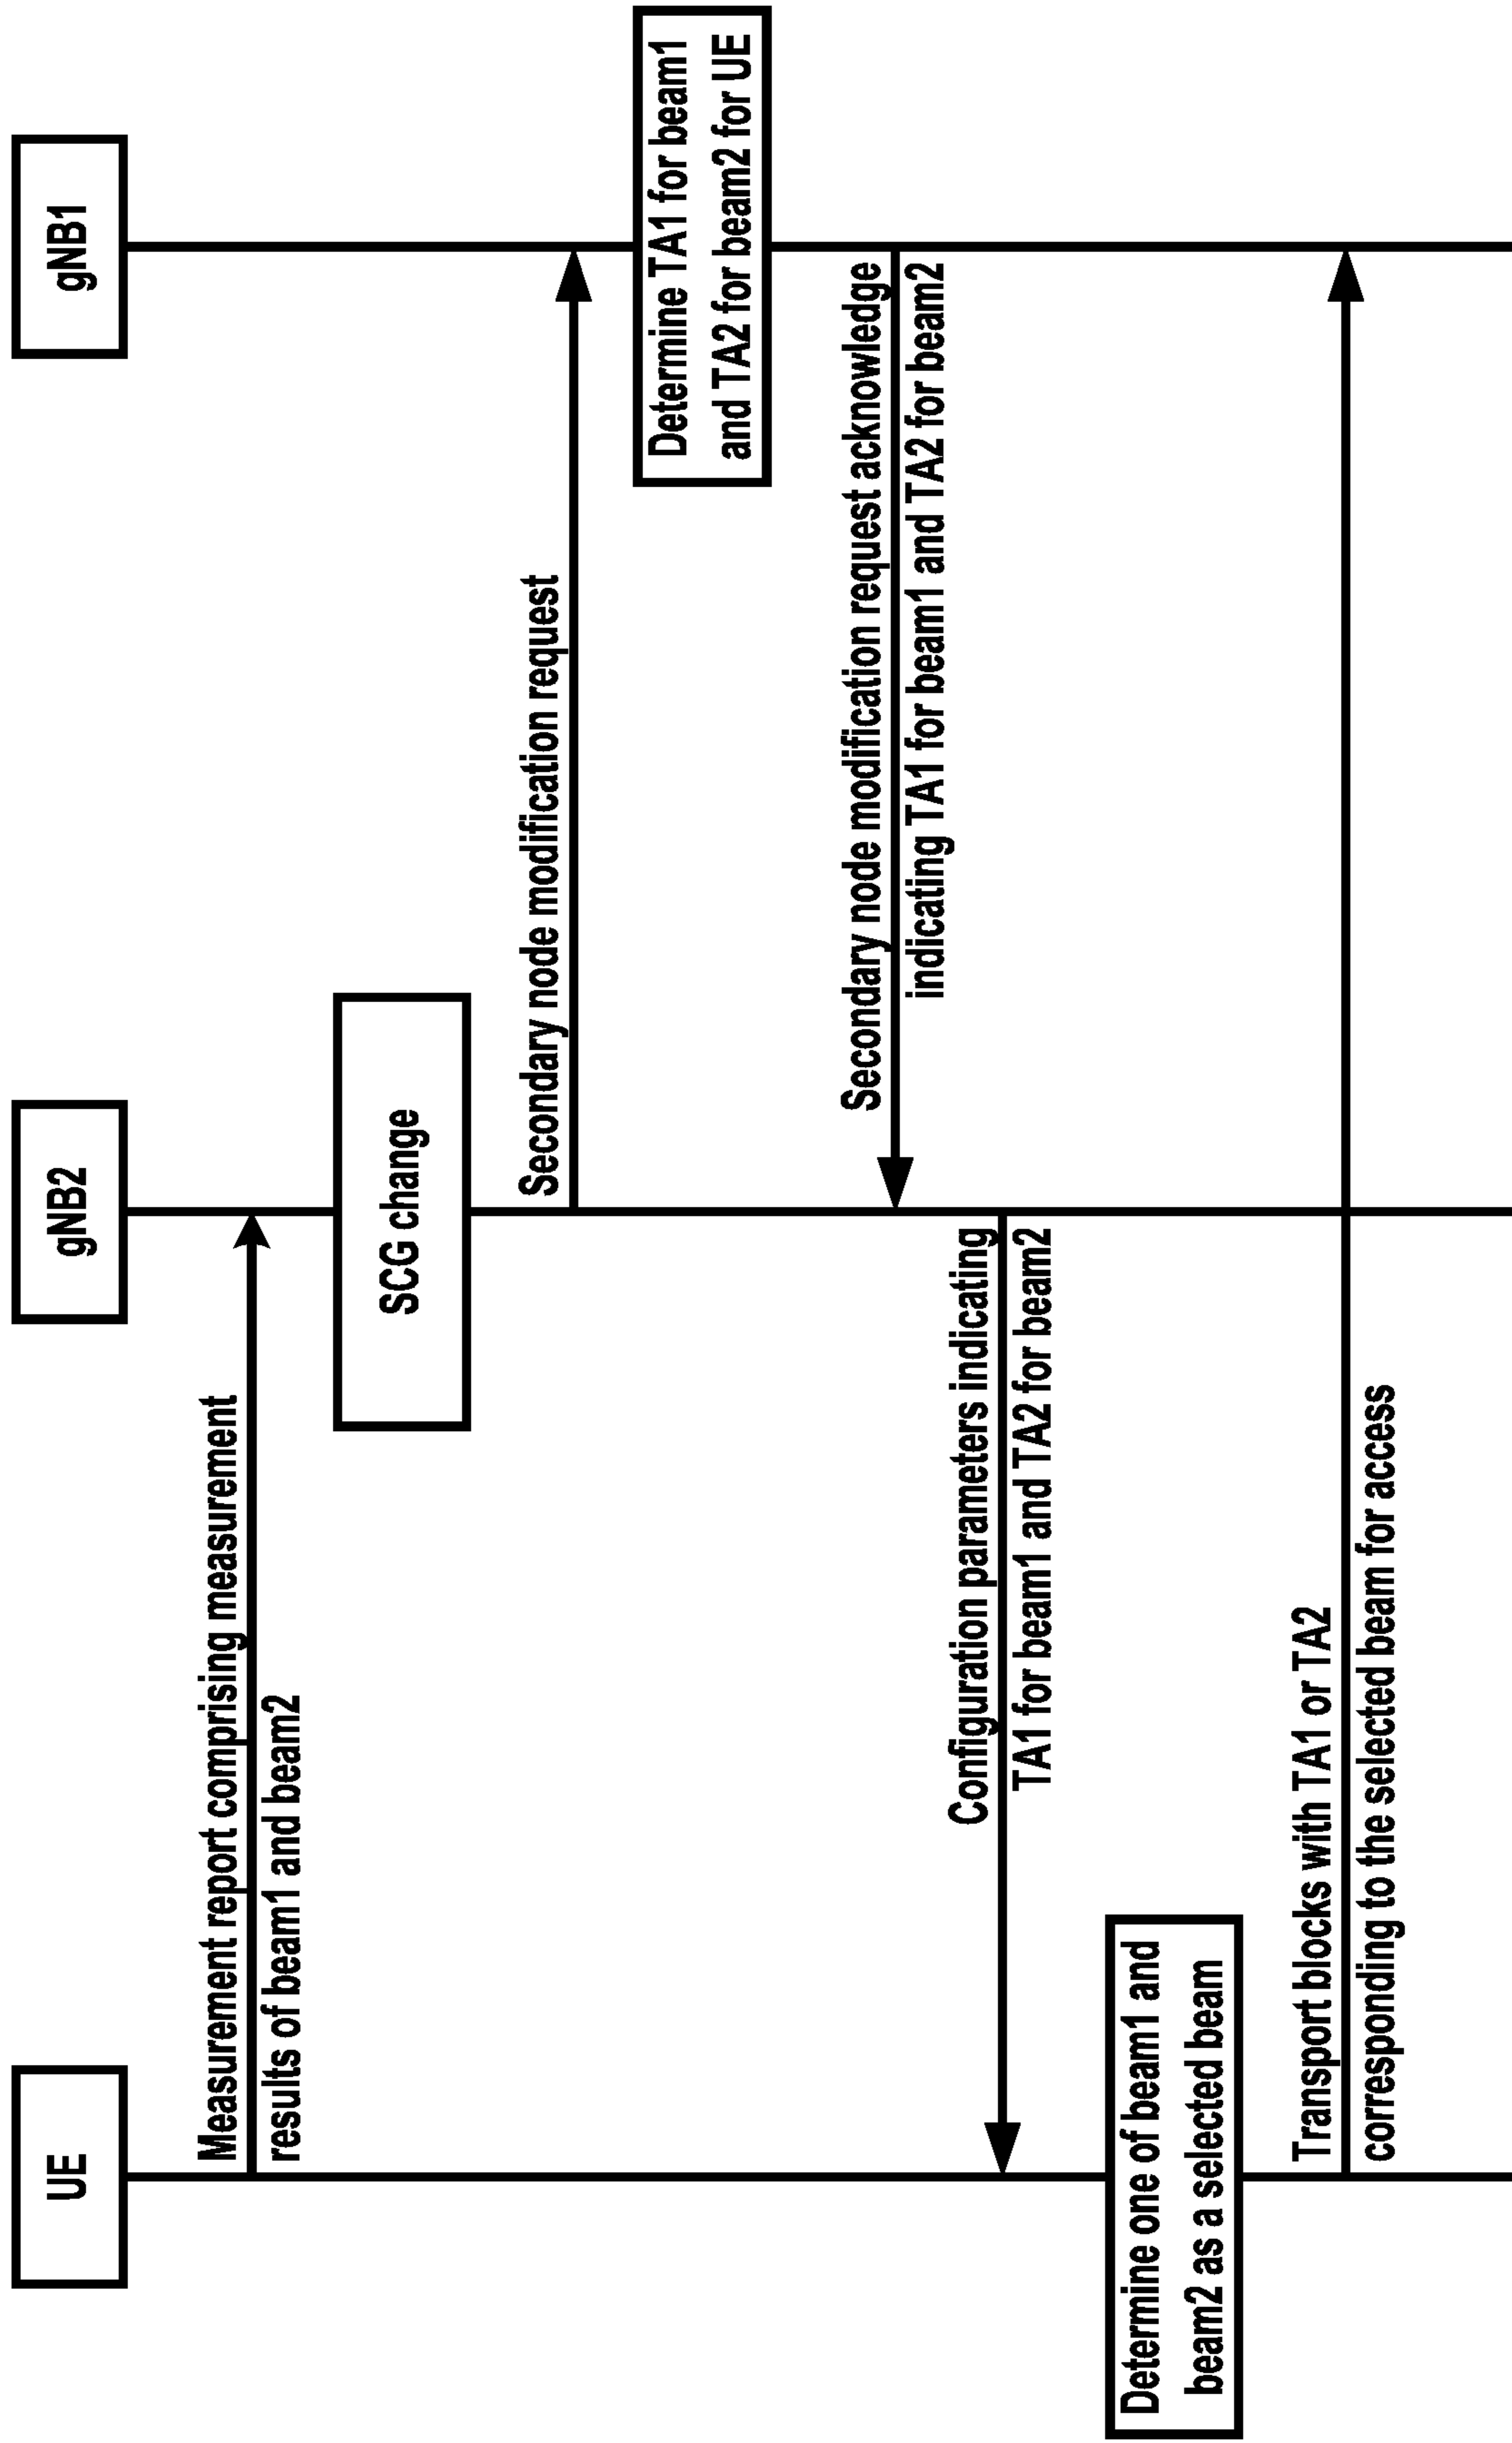 UE
gNB2
gNB1
Measurement report comprising measurement
results of beam1 and beam2
SCG change
Secondary node modification request
Determine TA1 for beam1
and TA2 for beam2 for UE
Secondary node modification request acknowledge
indicating TA1 for beam1 and TA2 for beam2
Configuration parameters indicating
TA1 for beam1 and TA2 for beam2
Determine one of beam1 and
beam2 as a selected beam
Transport blocks with TA1 or TA2
corresponding to the selected beam for access